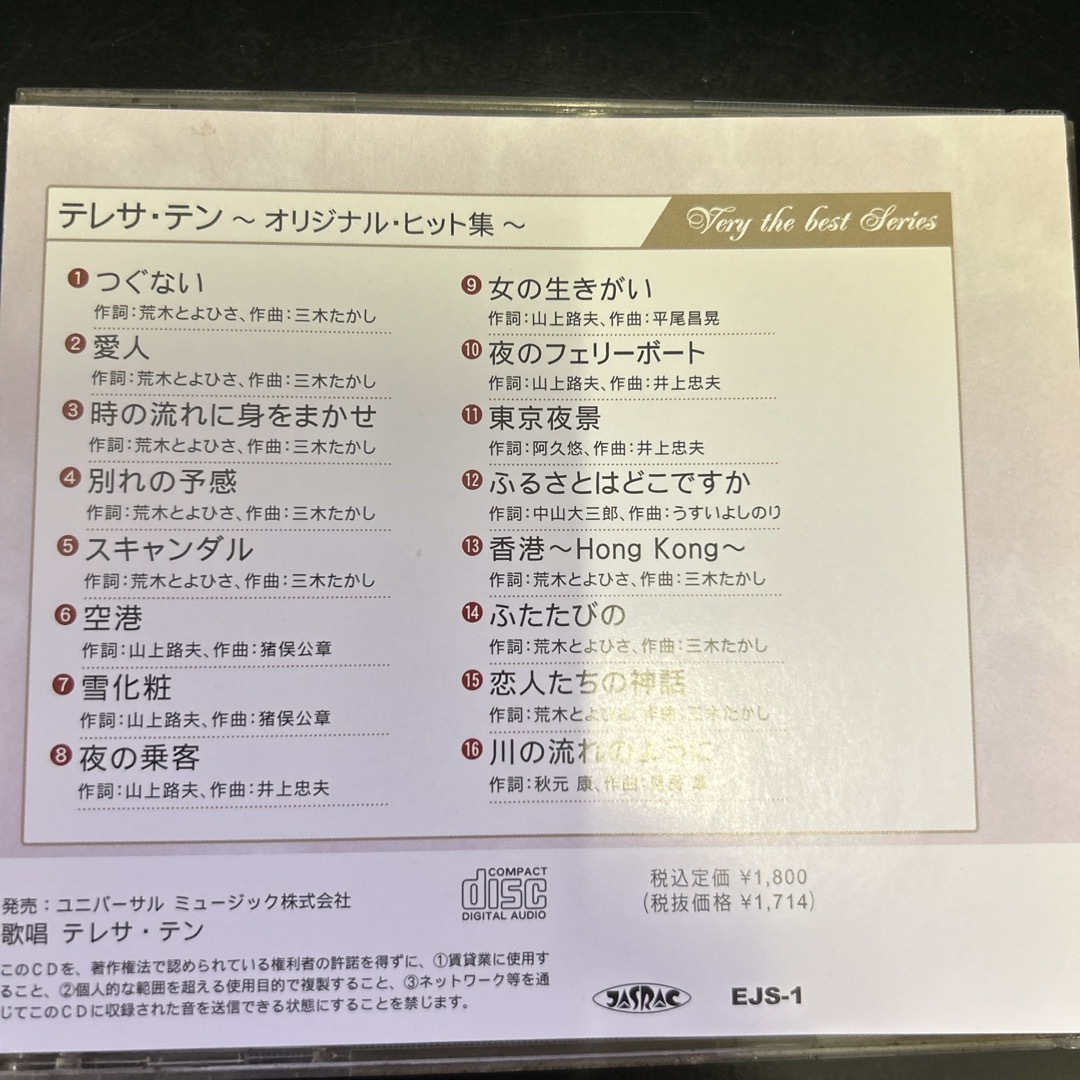 テレサ・テン ～ オリジナル・ヒット集 ～
Very the best Series
❶ つぐない
作詞：荒木とよひさ、作曲：三木たかし
❷ 愛人
作詞：荒木とよひさ、作曲：三木たかし
❸ 時の流れに身をまかせ
作詞：荒木とよひさ、作曲：三木たかし
❹ 別れの予感
作詞：荒木とよひさ、作曲：三木たかし
❺ スキャンダル
作詞：荒木とよひさ、作曲：三木たかし
❻ 空港
作詞：山上路夫、作曲：猪俣公章
❼ 雪化粧
作詞：山上路夫、作曲：猪俣公章
❽ 夜の乗客
作詞：山上路夫、作曲：井上忠夫
❾ 女の生きがい
作詞：山上路夫、作曲：平尾昌晃
❿ 夜のフェリーボート
作詞：山上路夫、作曲：井上忠夫
⓫ 東京夜景
作詞：阿久悠、作曲：井上忠夫
⓬ ふるさとはどこですか
作詞：中山大三郎、作曲：うすいよしのり
⓭ 香港～Hong Kong～
作詞：荒木とよひさ、作曲：三木たかし
⓮ ふたたびの
作詞：荒木とよひさ、作曲：三木たかし
⓯ 恋人たちの神話
作詞：荒木とよひさ、作曲：三木たかし
⓰ 川の流れのように
作詞：秋元 康、作曲：見岳 章
発売：ユニバーサル ミュージック株式会社
歌唱 テレサ・テン
このCDを、著作権法で認められている権利者の許諾を得ずに、①賃貸業に使用す
ること、②個人的な範囲を超える使用目的で複製すること、③ネットワーク等を通
じてこのCDに収録された音を送信できる状態にすることを禁じます。
COMPACT
disc
DIGITAL AUDIO
税込定価 ¥1,800
(税抜価格 ¥1,714)
JASRAC
EJS-1